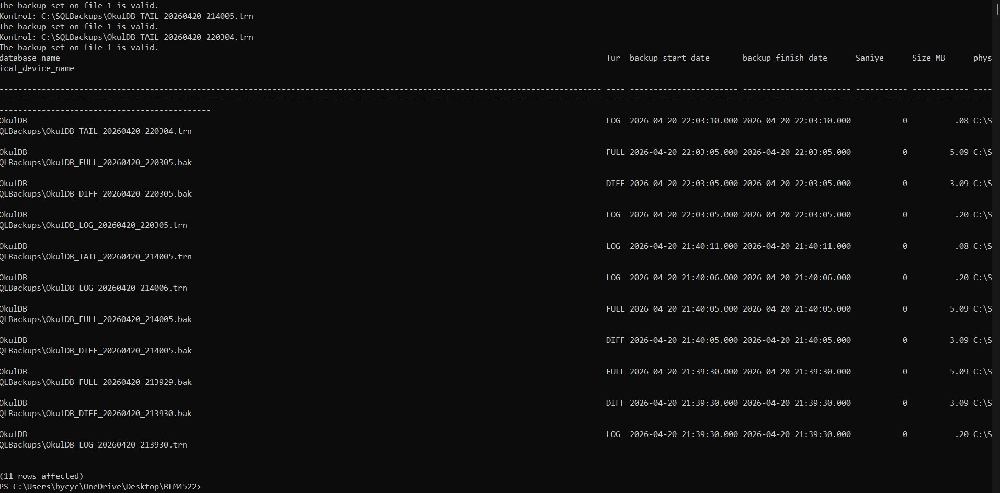 The backup set on file 1 is valid.
Kontrol: C:\SQLBackups\OkulDB_TAIL_20260420_214005.trn
The backup set on file 1 is valid.
Kontrol: C:\SQLBackups\OkulDB_TAIL_20260420_220304.trn
The backup set on file 1 is valid.
database_name Tur backup_start_date backup_finish_date Saniye Size_MB phys
ical_device_name
OkulDB LOG 2026-04-20 22:03:10.000 2026-04-20 22:03:10.000 0 .08 C:\S
QLBackups\OkulDB_TAIL_20260420_220304.trn
OkulDB FULL 2026-04-20 22:03:05.000 2026-04-20 22:03:05.000 0 5.09 C:\S
QLBackups\OkulDB_FULL_20260420_220305.bak
OkulDB DIFF 2026-04-20 22:03:05.000 2026-04-20 22:03:05.000 0 3.09 C:\S
QLBackups\OkulDB_DIFF_20260420_220305.bak
OkulDB LOG 2026-04-20 22:03:05.000 2026-04-20 22:03:05.000 0 .20 C:\S
QLBackups\OkulDB_LOG_20260420_220305.trn
OkulDB LOG 2026-04-20 21:40:11.000 2026-04-20 21:40:11.000 0 .08 C:\S
QLBackups\OkulDB_TAIL_20260420_214005.trn
OkulDB LOG 2026-04-20 21:40:06.000 2026-04-20 21:40:06.000 0 .20 C:\S
QLBackups\OkulDB_LOG_20260420_214006.trn
OkulDB FULL 2026-04-20 21:40:05.000 2026-04-20 21:40:05.000 0 5.09 C:\S
QLBackups\OkulDB_FULL_20260420_214005.bak
OkulDB DIFF 2026-04-20 21:40:05.000 2026-04-20 21:40:05.000 0 3.09 C:\S
QLBackups\OkulDB_DIFF_20260420_214005.bak
OkulDB FULL 2026-04-20 21:39:30.000 2026-04-20 21:39:30.000 0 5.09 C:\S
QLBackups\OkulDB_FULL_20260420_213929.bak
OkulDB DIFF 2026-04-20 21:39:30.000 2026-04-20 21:39:30.000 0 3.09 C:\S
QLBackups\OkulDB_DIFF_20260420_213930.bak
OkulDB LOG 2026-04-20 21:39:30.000 2026-04-20 21:39:30.000 0 .20 C:\S
QLBackups\OkulDB_LOG_20260420_213930.trn
(11 rows affected)
PS C:\Users\bycyc\OneDrive\Desktop\BLM4522>